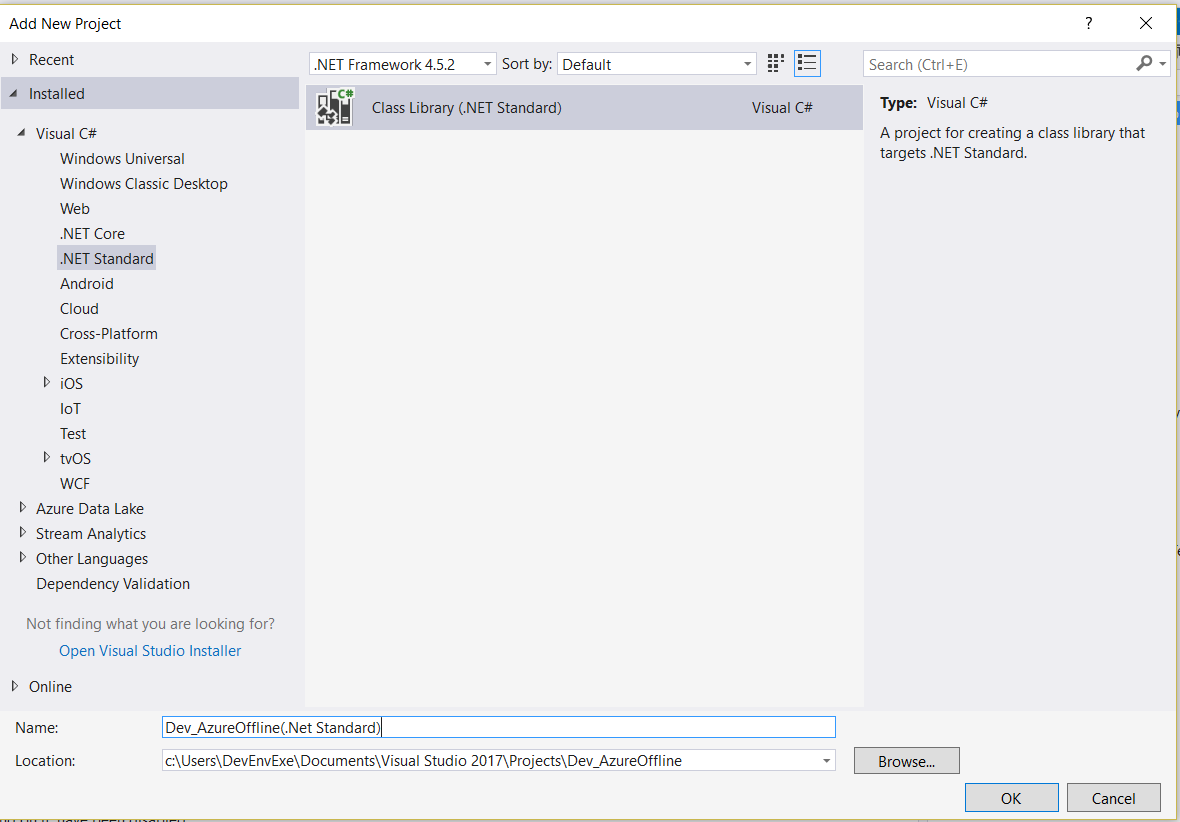 Add New Project
?
Recent
Installed
Visual C#
Windows Universal
Windows Classic Desktop
Web
.NET Core
.NET Standard
Android
Cloud
Cross-Platform
Extensibility
iOS
IoT
Test
tvOS
WCF
Azure Data Lake
Stream Analytics
Other Languages
Dependency Validation
Not finding what you are looking for?
Open Visual Studio Installer
Online
.NET Framework 4.5.2 Sort by: Default
Class Library (.NET Standard) Visual C#
Search (Ctrl+E)
Type: Visual C#
A project for creating a class library that
targets .NET Standard.
Name: Dev_AzureOffline(.Net Standard)
Location: c:\Users\DevEnvExe\Documents\Visual Studio 2017\Projects\Dev_AzureOffline
Browse...
OK Cancel